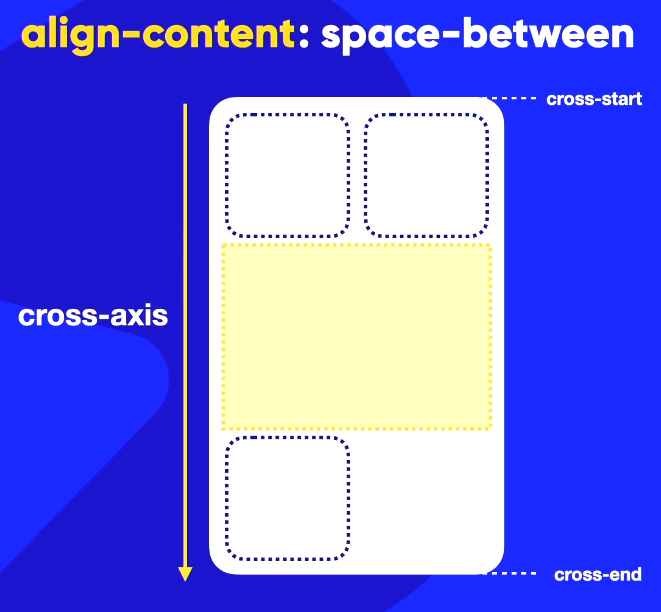 align-content: space-between
cross-start
cross-axis
cross-end